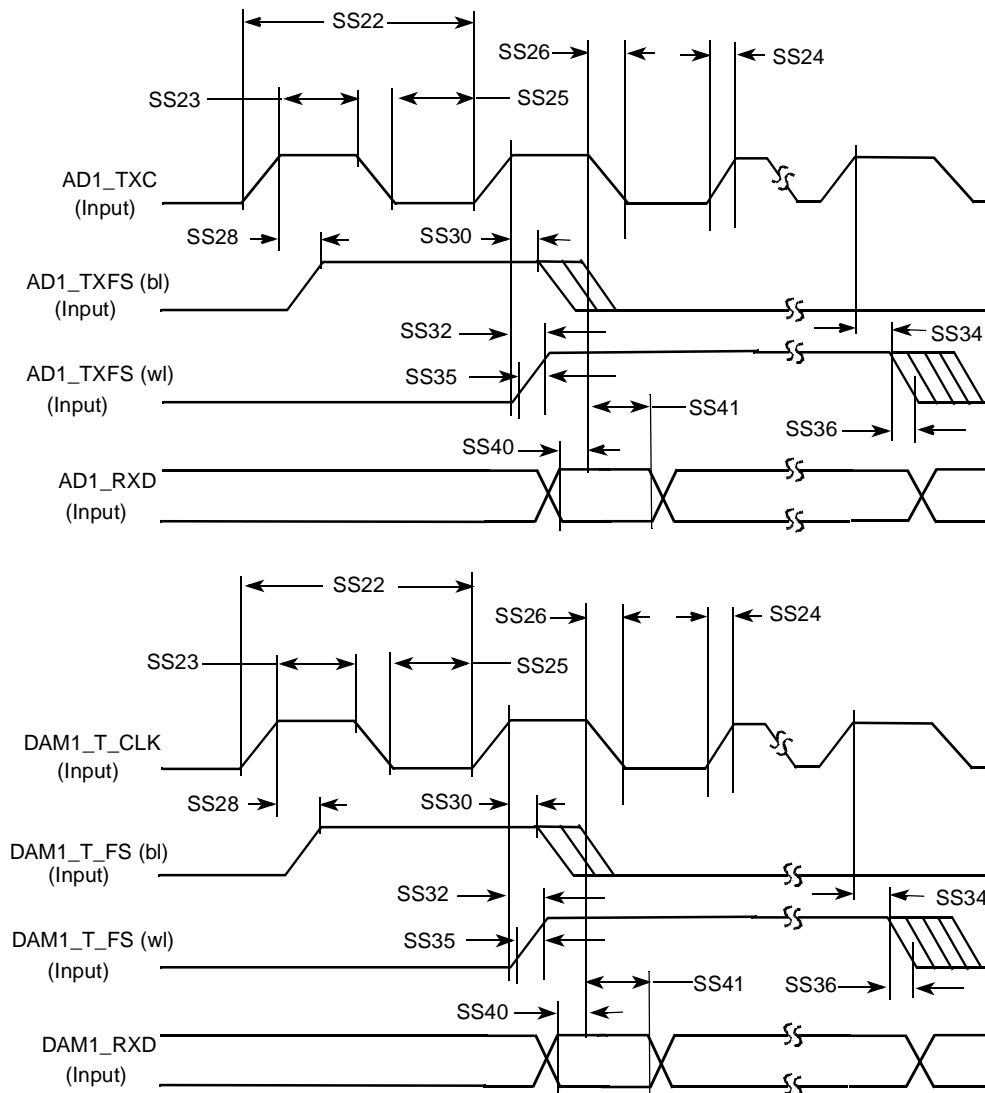 SS22
SS26
SS24
SS23
SS25
AD1_TXC
(Input)
SS28
SS30
AD1_TXFS (bl)
(Input)
SS32
SS34
SS35
AD1_TXFS (wl)
(Input)
SS41
SS36
SS40
AD1_RXD
(Input)
SS22
SS26
SS24
SS23
SS25
DAM1_T_CLK
(Input)
SS28
SS30
DAM1_T_FS (bl)
(Input)
SS32
SS34
SS35
DAM1_T_FS (wl)
(Input)
SS41
SS36
SS40
DAM1_RXD
(Input)